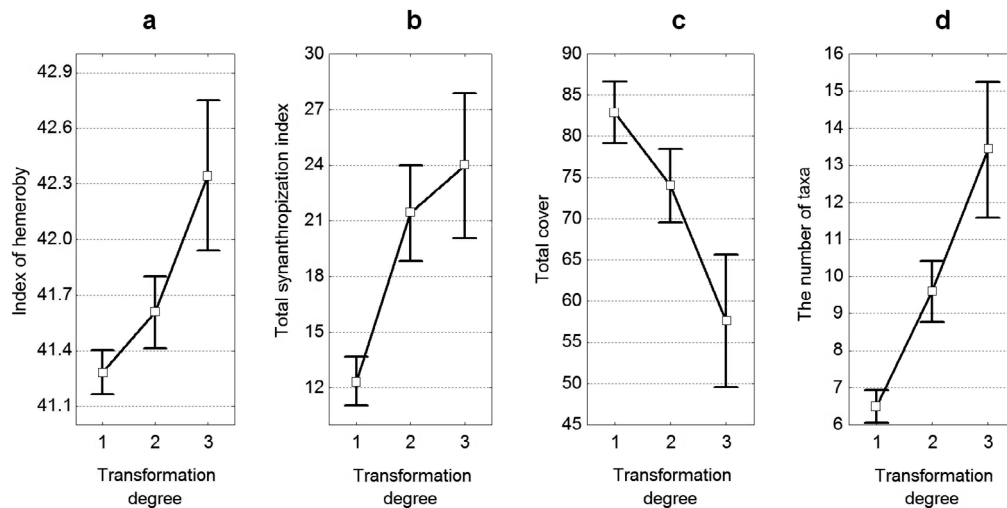 a
Index of hemeroby
42.9
42.6
42.3
42.0
41.7
41.4
41.1
1 2 3
Transformation
degree
b
Total synanthropization index
30
27
24
21
18
15
12
1 2 3
Transformation
degree
c
Total cover
90
85
80
75
70
65
60
55
50
45
1 2 3
Transformation
degree
d
The number of taxa
16
15
14
13
12
11
10
9
8
7
6
1 2 3
Transformation
degree